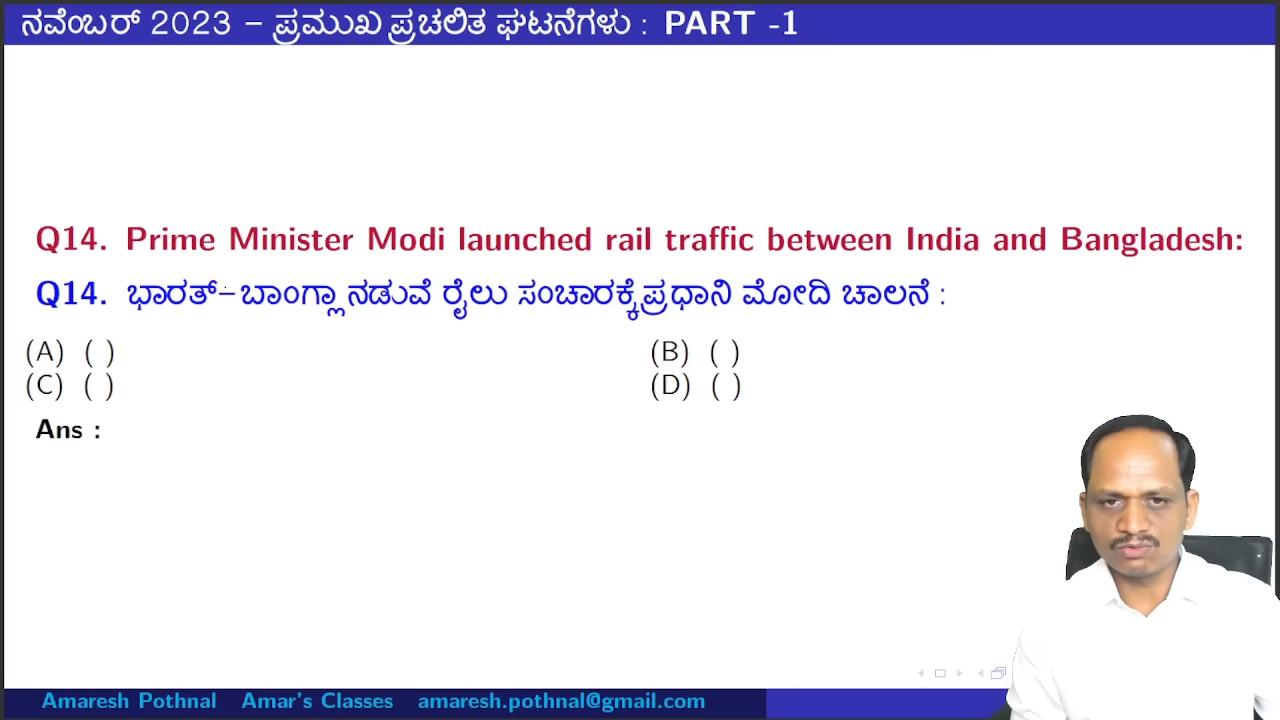 ನವೆಂಬರ್ 2023 – ಪ್ರಮುಖ ಪ್ರಚಲಿತ ಘಟನೆಗಳು : PART -1
Q14. Prime Minister Modi launched rail traffic between India and Bangladesh:
Q14. ಭಾರತ್–ಬಾಂಗ್ಲಾ ನಡುವೆ ರೈಲು ಸಂಚಾರಕ್ಕೆ ಪ್ರಧಾನಿ ಮೋದಿ ಚಾಲನೆ :
(A) ( ) (B) ( )
(C) ( ) (D) ( )
Ans :
Amaresh Pothnal Amar's Classes amaresh.pothnal@gmail.com